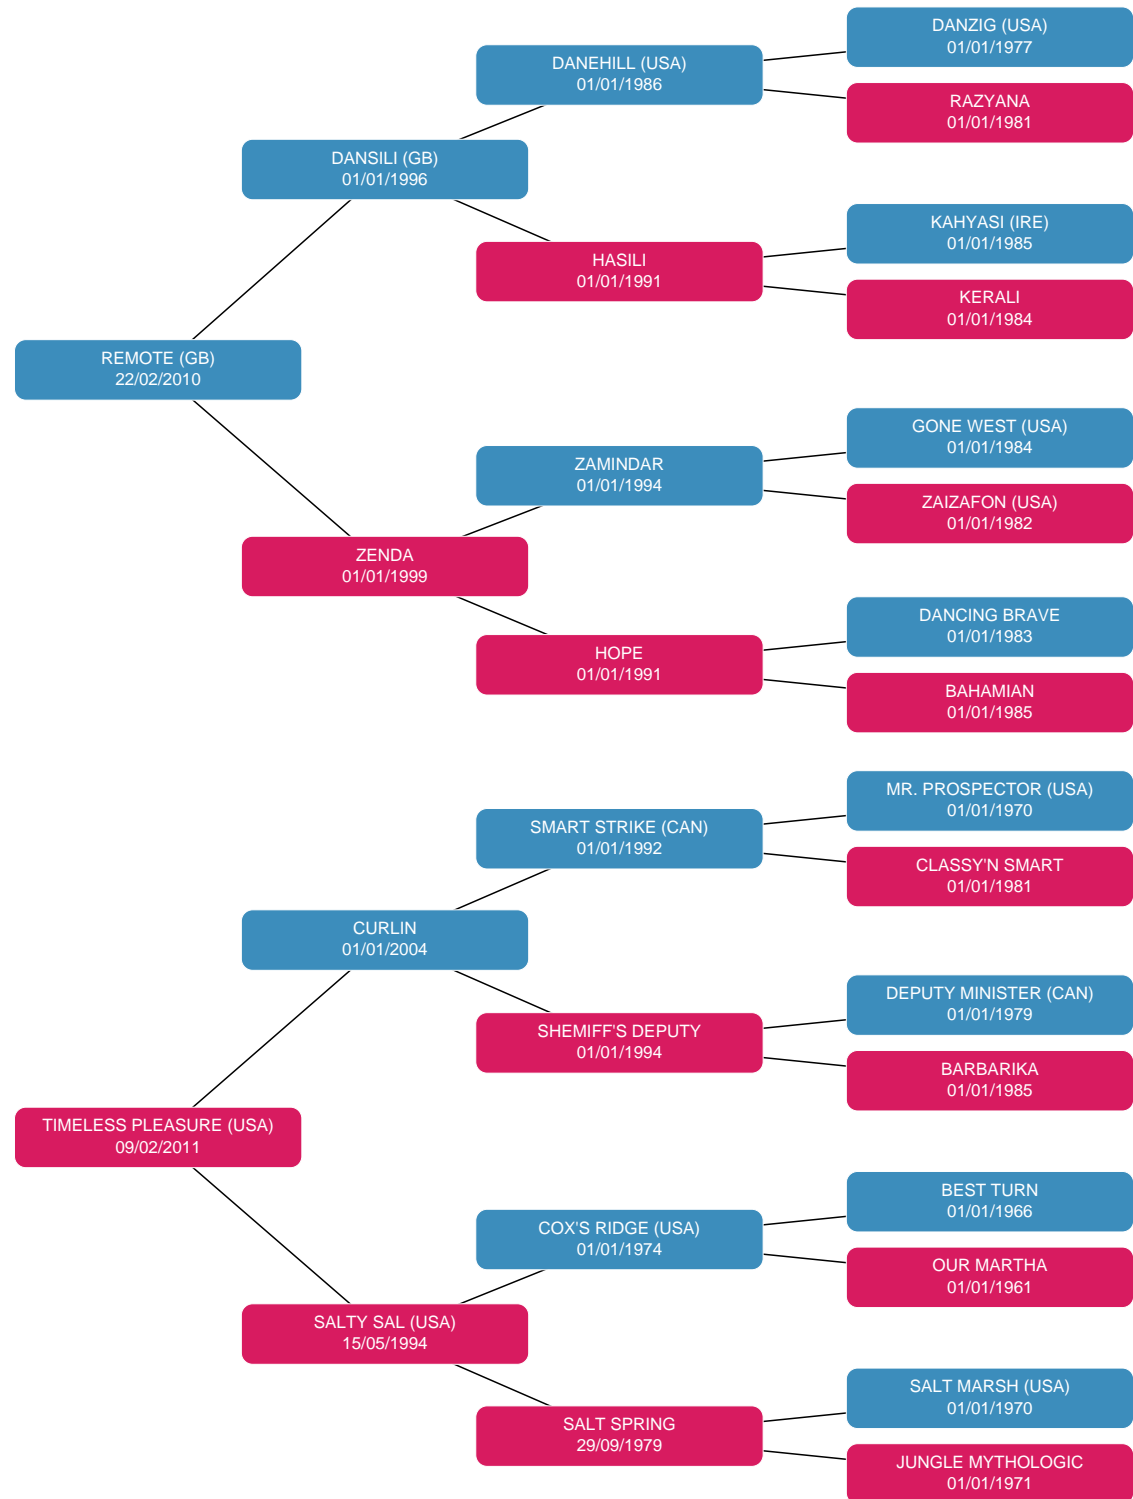 DANZIG (USA)
01/01/1977
DANEHILL (USA)
01/01/1986
RAZYANA
01/01/1981
DANSILI (GB)
01/01/1996
KAHYASI (IRE)
01/01/1985
HASILI
01/01/1991
KERALI
01/01/1984
REMOTE (GB)
22/02/2010
GONE WEST (USA)
01/01/1984
ZAMINDAR
01/01/1994
ZAIZAFON (USA)
01/01/1982
ZENDA
01/01/1999
DANCING BRAVE
01/01/1983
HOPE
01/01/1991
BAHAMIAN
01/01/1985
MR. PROSPECTOR (USA)
01/01/1970
SMART STRIKE (CAN)
01/01/1992
CLASSY'N SMART
01/01/1981
CURLIN
01/01/2004
DEPUTY MINISTER (CAN)
01/01/1979
SHEMIFF'S DEPUTY
01/01/1994
BARBARIKA
01/01/1985
TIMELESS PLEASURE (USA)
09/02/2011
BEST TURN
01/01/1966
COX'S RIDGE (USA)
01/01/1974
OUR MARTHA
01/01/1961
SALTY SAL (USA)
15/05/1994
SALT MARSH (USA)
01/01/1970
SALT SPRING
29/09/1979
JUNGLE MYTHOLOGIC
01/01/1971